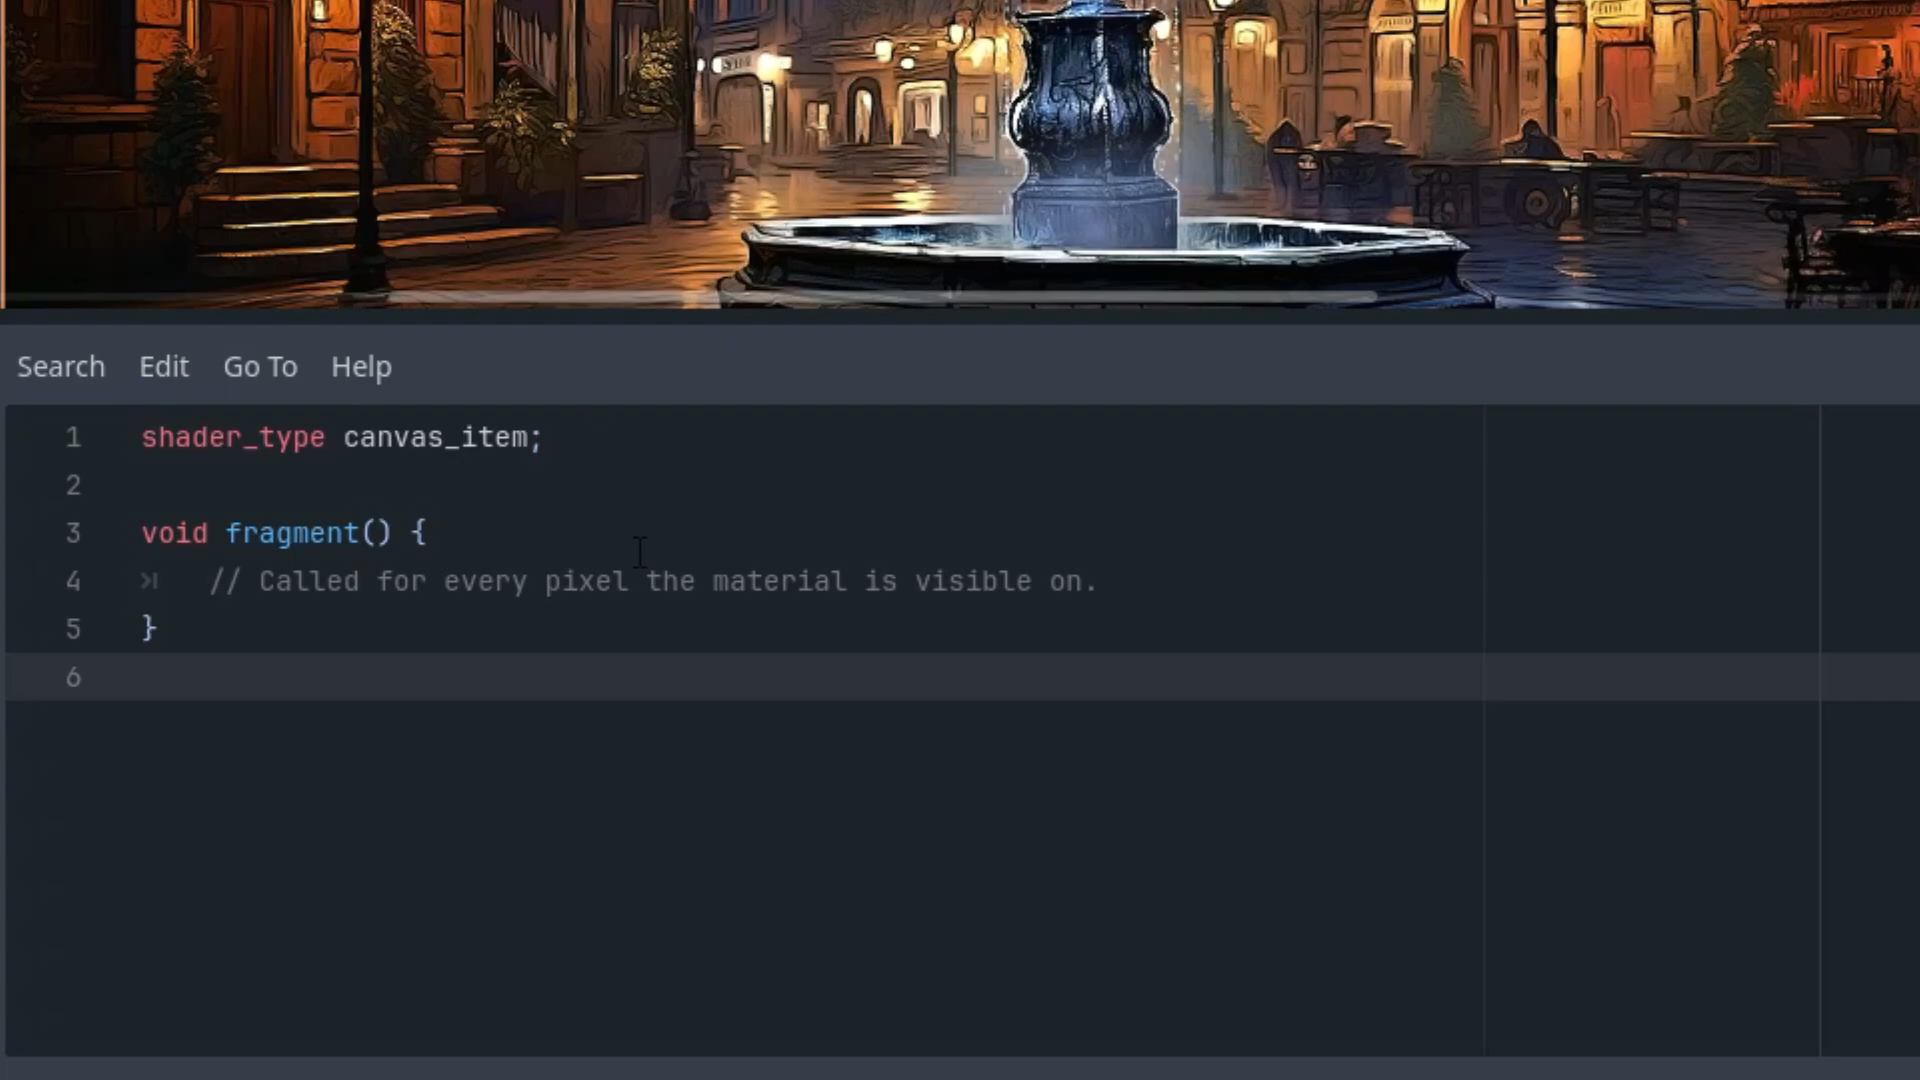 Search Edit Go To Help
1 shader_type canvas_item;
2
3 void fragment() {
4 // Called for every pixel the material is visible on.
5 }
6